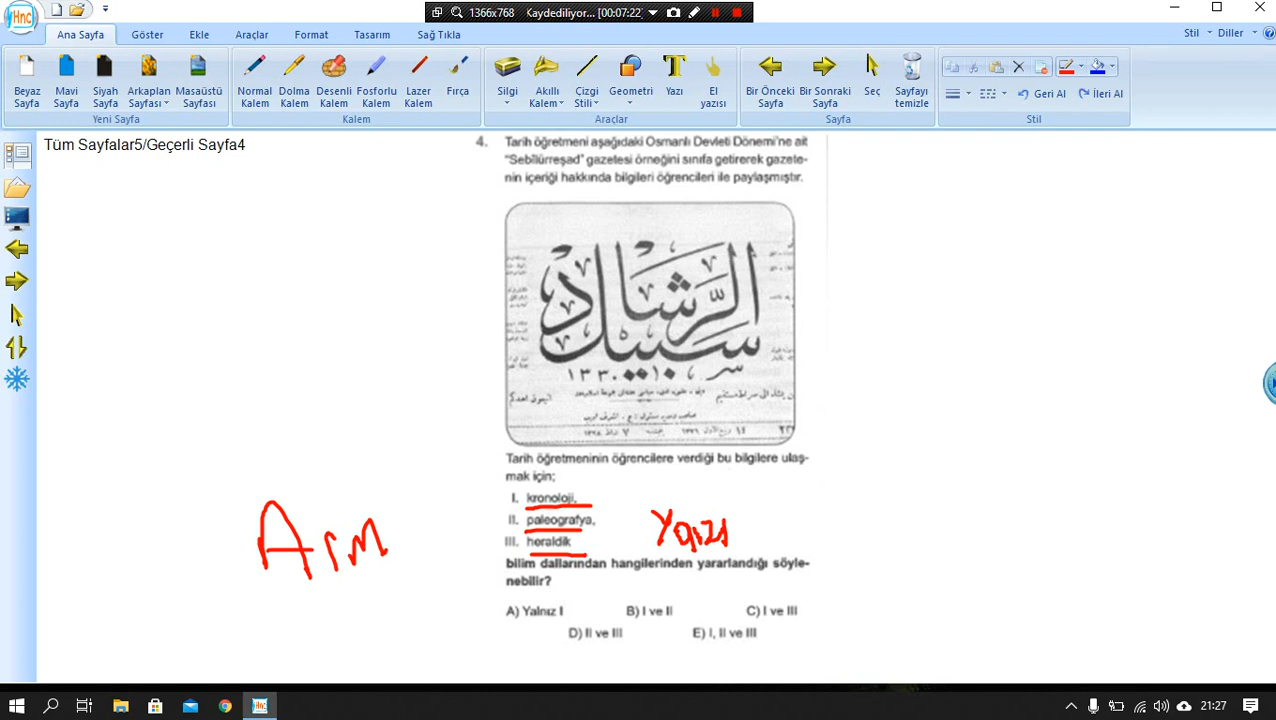 1366x768 Kaydediliyor... [00:07:22]
Hnc
Ana Sayfa Göster Ekle Araçlar Format Tasarım Sağ Tıkla Stil Diller
Beyaz Sayfa Mavi Sayfa Siyah Sayfa Arkaplan Sayfası Masaüstü Sayfası Normal Kalem Dolma Kalem Desenli Kalem Fosforlu Kalem Lazer Kalem Fırça Silgi Akıllı Kalem Çizgi Stili Geometri Yazı El yazısı Bir Önceki Sayfa Bir Sonraki Sayfa Seç Sayfayı temizle Geri Al İleri Al
Yeni Sayfa Kalem Araçlar Sayfa Stil
Tüm Sayfalar5/Geçerli Sayfa4
4. Tarih öğretmeni aşağıdaki Osmanlı Devleti Dönemi'ne ait
"Sebîlürreşad" gazetesi örneğini sınıfa getirerek gazete-
nin içeriği hakkında bilgileri öğrencileri ile paylaşmıştır.
سبيل الرشاد
١٣٣٠
Tarih öğretmeninin öğrencilere verdiği bu bilgilere ulaş-
mak için;
I. kronoloji,
II. paleografya,
III. heraldik
Yazı
Arm
bilim dallarından hangilerinden yararlandığı söyle-
nebilir?
A) Yalnız I B) I ve II C) I ve III
D) II ve III E) I, II ve III
21:27